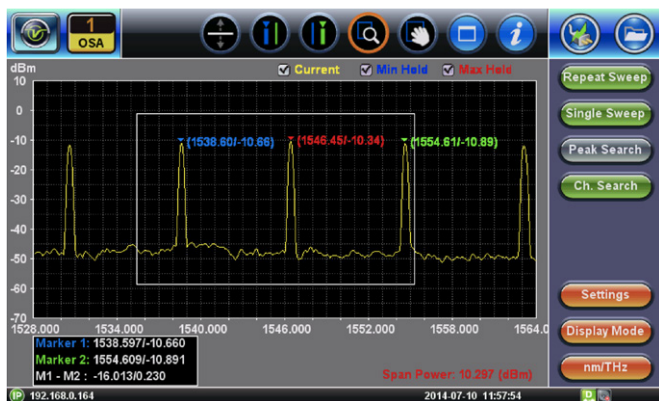 1
OSA
dBm
Current
Min Hold
Max Hold
10
0
-10
-20
-30
-40
-50
-60
-70
(1538.60/-10.66)
(1546.45/-10.34)
(1554.61/-10.89)
1528.000
1534.000
1540.000
1546.000
1552.000
1558.000
1564.0
Marker 1: 1538.597/-10.660
Marker 2: 1554.609/-10.891
M1 - M2 : -16.013/0.230
Span Power: 10.297 (dBm)
Repeat Sweep
Single Sweep
Peak Search
Ch. Search
Settings
Display Mode
nm/THz
IP 192.168.0.164
2014-07-10 11:57:54
D